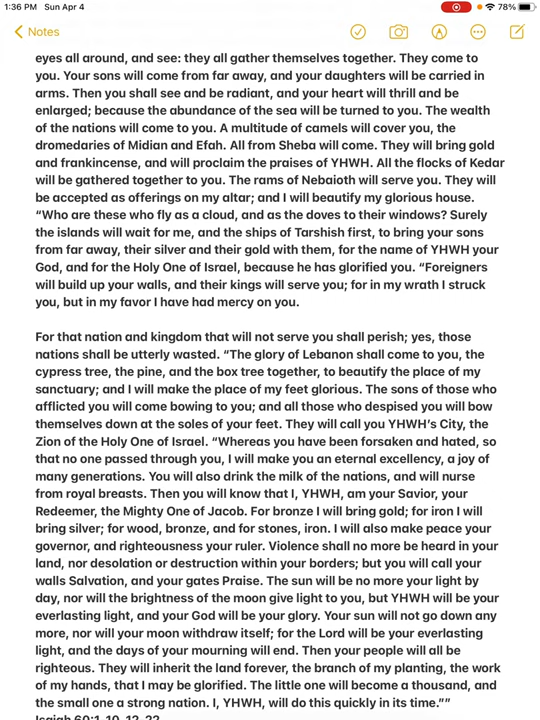 1:36 PM Sun Apr 4
78%
Notes
eyes all around, and see: they all gather themselves together. They come to
you. Your sons will come from far away, and your daughters will be carried in
arms. Then you shall see and be radiant, and your heart will thrill and be
enlarged; because the abundance of the sea will be turned to you. The wealth
of the nations will come to you. A multitude of camels will cover you, the
dromedaries of Midian and Efah. All from Sheba will come. They will bring gold
and frankincense, and will proclaim the praises of YHWH. All the flocks of Kedar
will be gathered together to you. The rams of Nebaioth will serve you. They will
be accepted as offerings on my altar; and I will beautify my glorious house.
“Who are these who fly as a cloud, and as the doves to their windows? Surely
the islands will wait for me, and the ships of Tarshish first, to bring your sons
from far away, their silver and their gold with them, for the name of YHWH your
God, and for the Holy One of Israel, because he has glorified you. “Foreigners
will build up your walls, and their kings will serve you; for in my wrath I struck
you, but in my favor I have had mercy on you.
For that nation and kingdom that will not serve you shall perish; yes, those
nations shall be utterly wasted. “The glory of Lebanon shall come to you, the
cypress tree, the pine, and the box tree together, to beautify the place of my
sanctuary; and I will make the place of my feet glorious. The sons of those who
afflicted you will come bowing to you; and all those who despised you will bow
themselves down at the soles of your feet. They will call you YHWH’s City, the
Zion of the Holy One of Israel. “Whereas you have been forsaken and hated, so
that no one passed through you, I will make you an eternal excellency, a joy of
many generations. You will also drink the milk of the nations, and will nurse
from royal breasts. Then you will know that I, YHWH, am your Savior, your
Redeemer, the Mighty One of Jacob. For bronze I will bring gold; for iron I will
bring silver; for wood, bronze, and for stones, iron. I will also make peace your
governor, and righteousness your ruler. Violence shall no more be heard in your
land, nor desolation or destruction within your borders; but you will call your
walls Salvation, and your gates Praise. The sun will be no more your light by
day, nor will the brightness of the moon give light to you, but YHWH will be your
everlasting light, and your God will be your glory. Your sun will not go down any
more, nor will your moon withdraw itself; for the Lord will be your everlasting
light, and the days of your mourning will end. Then your people will all be
righteous. They will inherit the land forever, the branch of my planting, the work
of my hands, that I may be glorified. The little one will become a thousand, and
the small one a strong nation. I, YHWH, will do this quickly in its time.””
Isaiah 60:1-10, 12-22